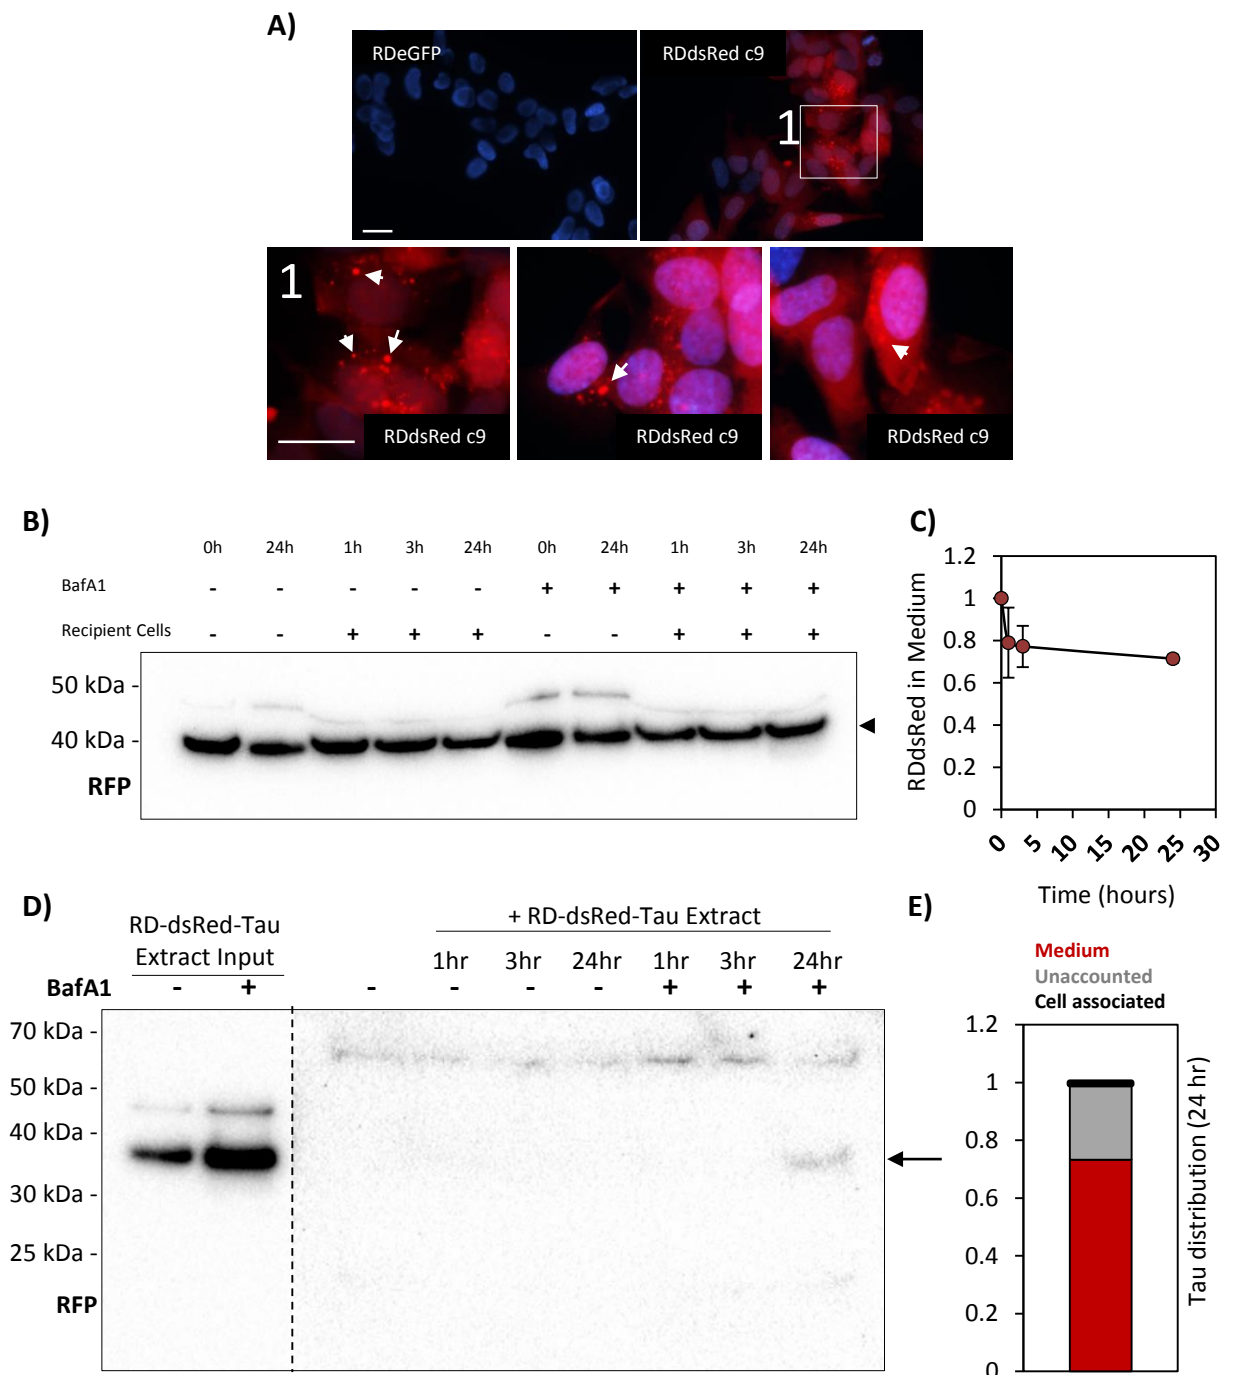 A)
RDeGFP
RDdsRed c9
1
1
RDdsRed c9
RDdsRed c9
RDdsRed c9
B)
0h 24h 1h 3h 24h 0h 24h 1h 3h 24h
BafA1 - - - - - + + + + +
Recipient Cells - - + + + - - + + +
50 kDa -
40 kDa -
RFP
C)
RDdsRed in Medium
1.2
1
0.8
0.6
0.4
0.2
0
0 5 10 15 20 25 30
Time (hours)
D)
RD-dsRed-Tau
Extract Input
+ RD-dsRed-Tau Extract
1hr 3hr 24hr 1hr 3hr 24hr
BafA1 - + - - - - + + +
70 kDa -
50 kDa -
40 kDa -
30 kDa -
25 kDa -
RFP
E)
Medium
Unaccounted
Cell associated
1.2
1
0.8
0.6
0.4
0.2
0
Tau distribution (24 hr)